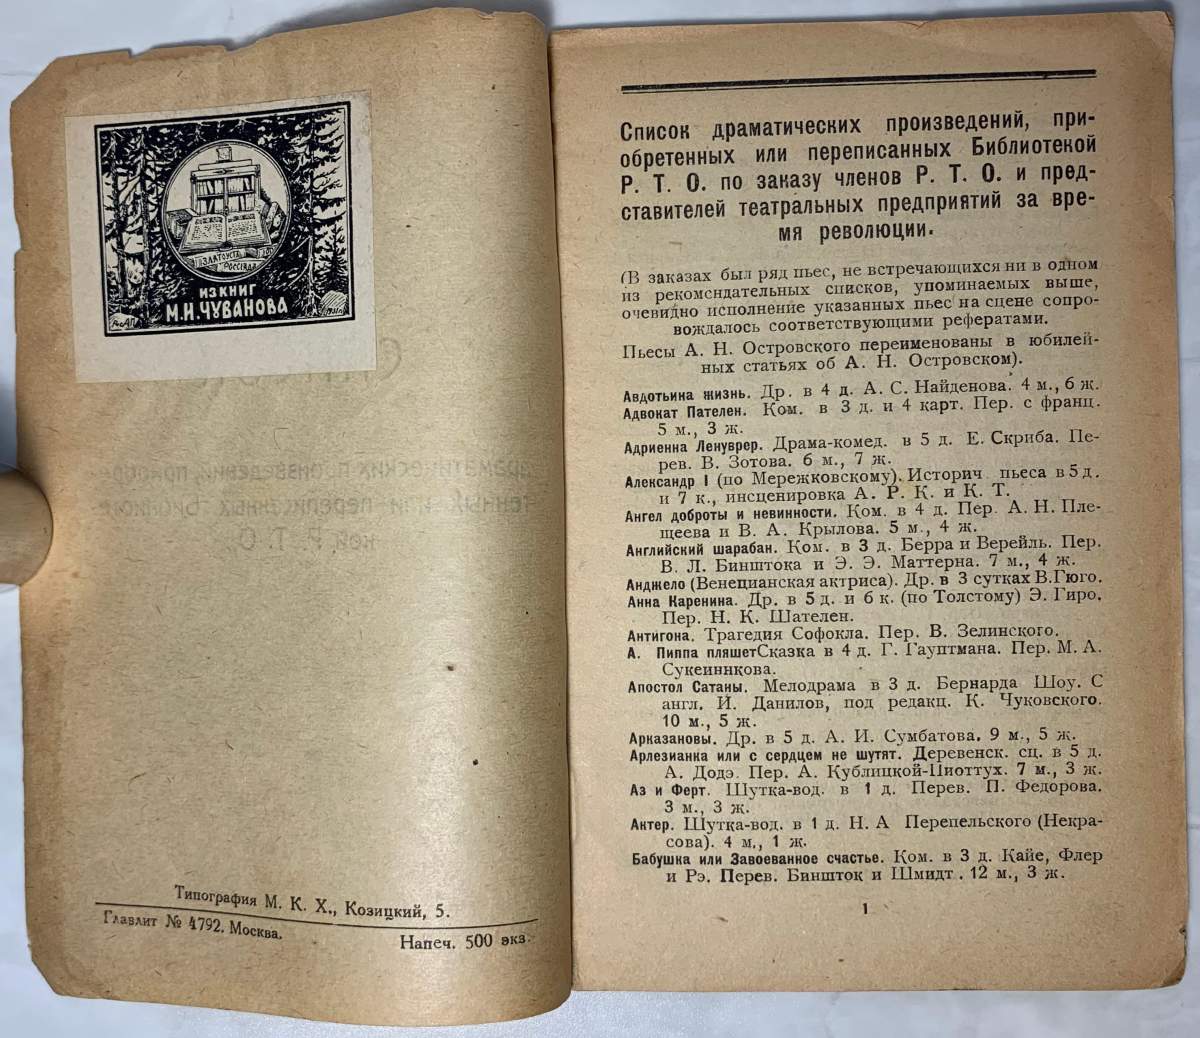 ЗЛАТОУСТА
РОССИЯДА
ИЗ КНИГ
М.И.ЧУВАНОВА
Типография М. К. Х., Козицкий, 5.
Главлит № 4792. Москва.
Напеч. 500 экз.
Список драматических произведений, при-
обретенных или переписанных Библиотекой
Р. Т. О. по заказу членов Р. Т. О. и пред-
ставителей театральных предприятий за вре-
мя революции.
(В заказах был ряд пьес, не встречающихся ни в одном
из рекомсндательных списков, упоминаемых выше,
очевидно исполнение указанных пьес на сцене сопро-
вождалось соответствующими рефератами.
Пьесы А. Н. Островского переименованы в юбилей-
ных статьях об А. Н. Островском).
Авдотьина жизнь. Др. в 4 д. А. С. Найденова. 4 м., 6 ж.
Адвокат Пателен. Ком. в 3 д. и 4 карт. Пер. с франц.
5 м., 3 ж.
Адриенна Ленуврер. Драма-комед. в 5 д. Е. Скриба. Пе-
рев. В. Зотова. 6 м., 7 ж.
Александр I (по Мережковскому). Историч. пьеса в 5 д.
и 7 к., инсценировка А. Р. К. и К. Т.
Ангел доброты и невинности. Ком. в 4 д. Пер. А. Н. Пле-
щеева и В. А. Крылова. 5 м., 4 ж.
Английский шарабан. Ком. в 3 д. Берра и Верейль. Пер.
В. Л. Бинштока и Э. Э. Маттерна. 7 м., 4 ж.
Анджело (Венецианская актриса). Др. в 3 сутках В.Гюго.
Анна Каренина. Др. в 5 д. и 6 к. (по Толстому) Э. Гиро.
Пер. Н. К. Шателен.
Антигона. Трагедия Софокла. Пер. В. Зелинского.
А. Пиппа пляшет Сказка в 4 д. Г. Гауптмана. Пер. М. А.
Сукеинникова.
Апостол Сатаны. Мелодрама в 3 д. Бернарда Шоу. С
англ. И. Данилов, под редакц. К. Чуковского.
10 м., 5 ж.
Арказановы. Др. в 5 д. А. И. Сумбатова. 9 м., 5 ж.
Арлезианка или с сердцем не шутят. Деревенск. сц. в 5 д.
А. Додэ. Пер. А. Кублицкой-Пиоттух. 7 м., 3 ж.
Аз и Ферт. Шутка-вод. в 1 д. Перев. П. Федорова.
3 м., 3 ж.
Актер. Шутка-вод. в 1 д. Н. А Перепельского (Некра-
сова). 4 м., 1 ж.
Бабушка или Завоеванное счастье. Ком. в 3 д. Кайе, Флер
и Рэ. Перев. Биншток и Шмидт. 12 м., 3 ж.
1